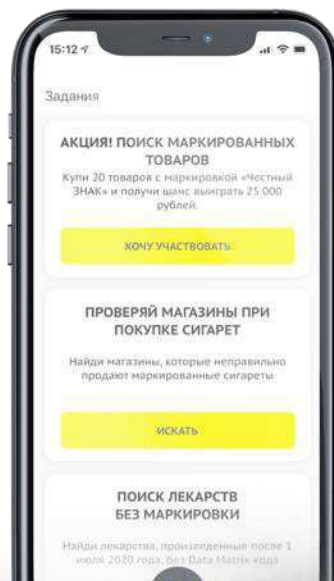 15:12
Задания
АКЦИЯ! ПОИСК МАРКИРОВАННЫХ
ТОВАРОВ
Купи 20 товаров с маркировкой «Честный
ЗНАК» и получи шанс выиграть 25 000
рублей.
ХОЧУ УЧАСТВОВАТЬ
ПРОВЕРЯЙ МАГАЗИНЫ ПРИ
ПОКУПКЕ СИГАРЕТ
Найди магазины, которые неправильно
продают маркированные сигареты
ИСКАТЬ
ПОИСК ЛЕКАРСТВ
БЕЗ МАРКИРОВКИ
Найди лекарства, произведенные после 1
июля 2020 года, без Data Matrix кода